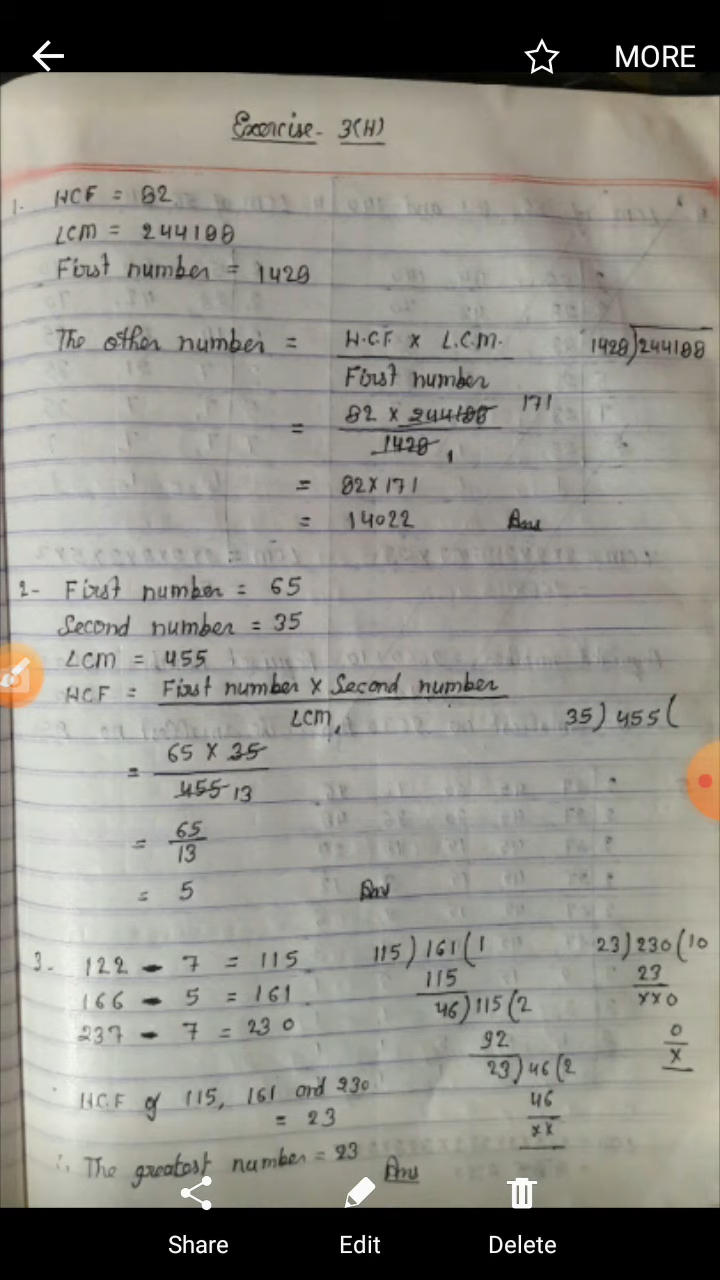 MORE
Exercise - 3(H)
1. HCF = 82
LCM = 244188
First number = 1428
The other number = H.C.F x L.C.M.
1428)244188
First number
= 82 x 244188 171
1428 1
= 82 x 171
= 14022 Ans
2- First number = 65
Second number = 35
LCM = 455
HCF = First number x Second number
LCM
35) 455 (
= 65 x 35
455 13
= 65
13
= 5 Ans
3. 122 - 7 = 115 115) 161 (1 23) 230 (10
166 - 5 = 161 115 23
46) 115 (2 xx0
237 - 7 = 230 0
92 x
23) 46 (2
HCF of 115, 161 and 230 46
= 23 xx
∴ The greatest number = 23 Ans
Share Edit Delete